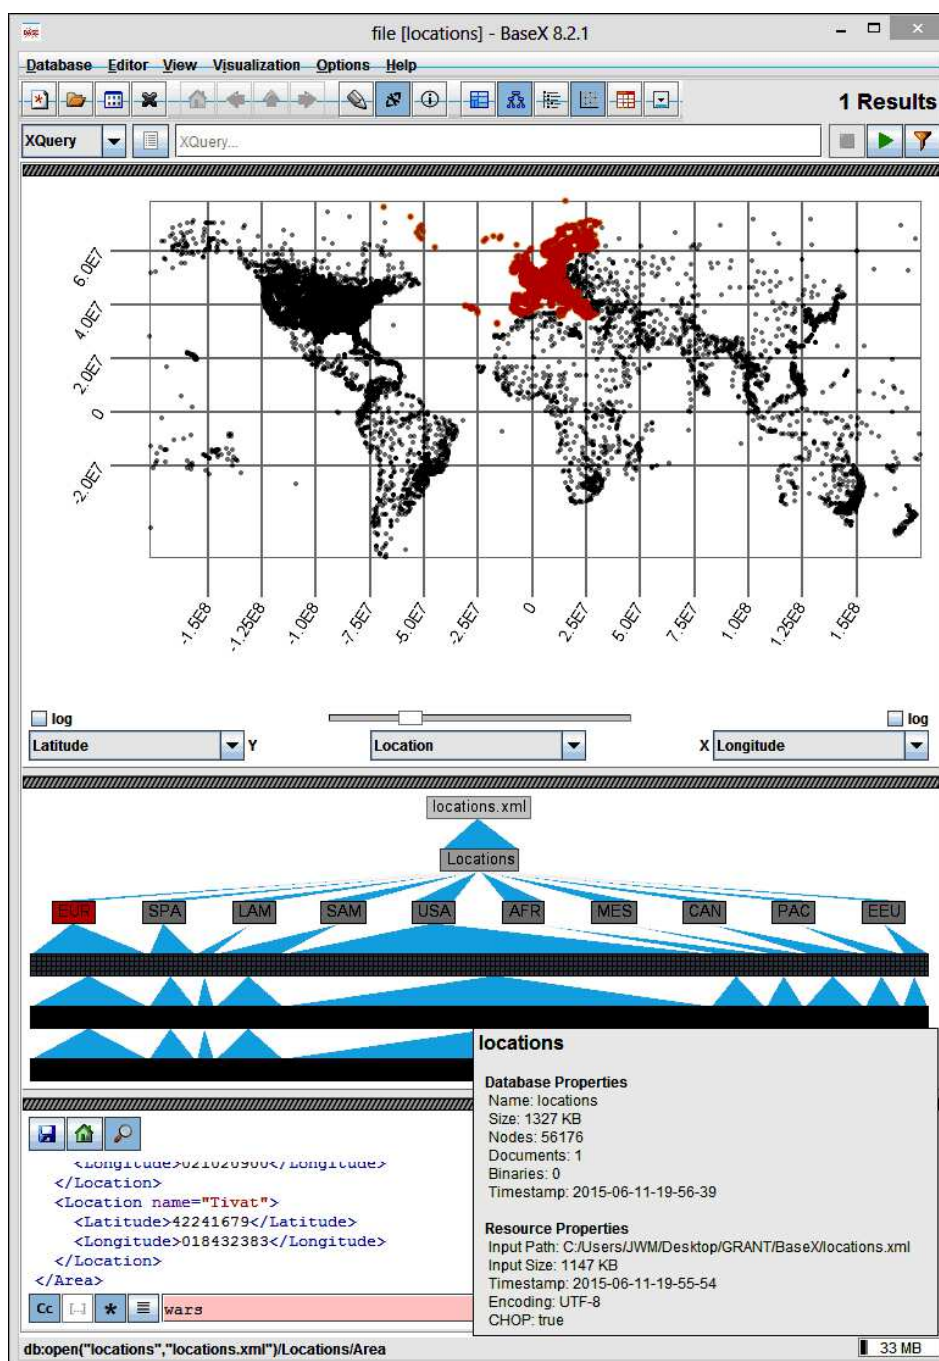 file [locations] - BaseX 8.2.1
Database Editor View Visualization Options Help
1 Results
XQuery XQuery...
6.0E7
4.0E7
2.0E7
0
-2.0E7
-1.5E8 -1.25E8 -1.0E8 -7.5E7 -5.0E7 -2.5E7 0 2.5E7 5.0E7 7.5E7 1.0E8 1.25E8 1.5E8
log log
Latitude Y Location X Longitude
locations.xml
Locations
EUR SPA LAM SAM USA AFR MES CAN PAC EEU
locations
Database Properties
Name: locations
Size: 1327 KB
Nodes: 56176
Documents: 1
Binaries: 0
Timestamp: 2015-06-11-19-56-39
Resource Properties
Input Path: C:/Users/JWM/Desktop/GRANT/BaseX/locations.xml
Input Size: 1147 KB
Timestamp: 2015-06-11-19-55-54
Encoding: UTF-8
CHOP: true
<Longitude>021020900</Longitude>
</Location>
<Location name="Tivat">
<Latitude>42241679</Latitude>
<Longitude>018432383</Longitude>
</Location>
</Area>
Cc [...] * wars
db:open("locations","locations.xml")/Locations/Area 33 MB